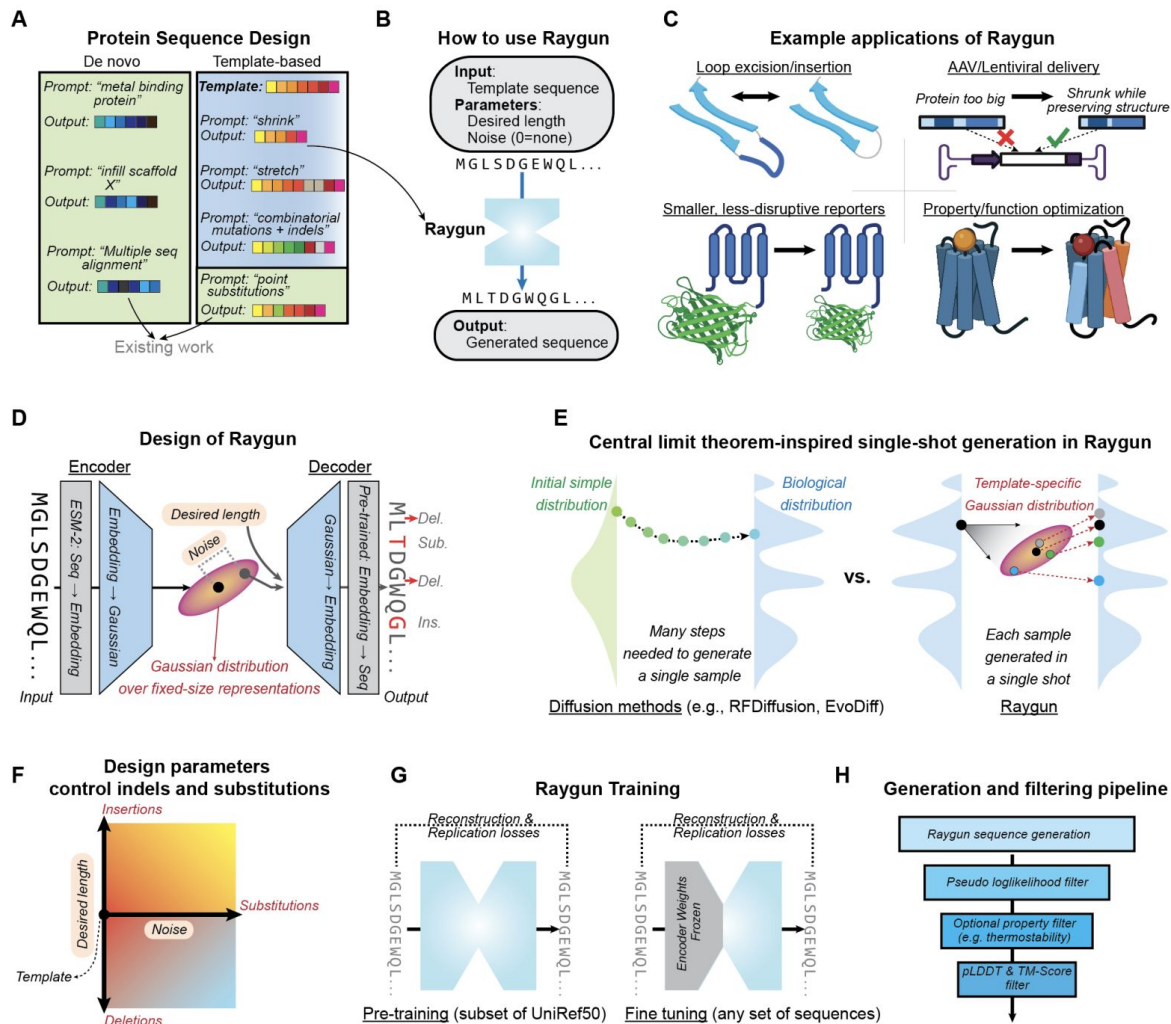 A
Protein Sequence Design
De novo
Template-based
Prompt: “metal binding
protein”
Output:
Prompt: “infill scaffold
X”
Output:
Prompt: “Multiple seq
alignment”
Output:
Template:
Prompt: “shrink”
Output:
Prompt: “stretch”
Output:
Prompt: “combinatorial
mutations + indels”
Output:
Prompt: “point
substitutions”
Output:
Existing work
B
How to use Raygun
Input:
Template sequence
Parameters:
Desired length
Noise (0=none)
MGLSDGEWQL...
Raygun
MLTDGWQGL...
Output:
Generated sequence
C
Example applications of Raygun
Loop excision/insertion
AAV/Lentiviral delivery
Protein too big
Shrunk while
preserving structure
Smaller, less-disruptive reporters
Property/function optimization
D
Design of Raygun
Encoder
Decoder
MGLSDGEWQL...
Input
ESM-2: Seq → Embedding
Embedding → Gaussian
Noise
Desired length
Gaussian distribution
over fixed-size representations
Gaussian→ Embedding
Pre-trained: Embedding → Seq
MLTDGWQGL...
Output
Del.
Sub.
Del.
Ins.
E
Central limit theorem-inspired single-shot generation in Raygun
Initial simple
distribution
Biological
distribution
Many steps
needed to generate
a single sample
Diffusion methods (e.g., RFDiffusion, EvoDiff)
vs.
Template-specific
Gaussian distribution
Each sample
generated in
a single shot
Raygun
F
Design parameters
control indels and substitutions
Insertions
Desired length
Substitutions
Noise
Template
Deletions
G
Raygun Training
Reconstruction &
Replication losses
MGLSDGEWQL...
MGLSDGEWQL...
Pre-training (subset of UniRef50)
Reconstruction &
Replication losses
MGLSDGEWQL...
Encoder Weights
Frozen
MGLSDGEWQL...
Fine tuning (any set of sequences)
H
Generation and filtering pipeline
Raygun sequence generation
Pseudo loglikelihood filter
Optional property filter
(e.g. thermostability)
pLDDT & TM-Score
filter